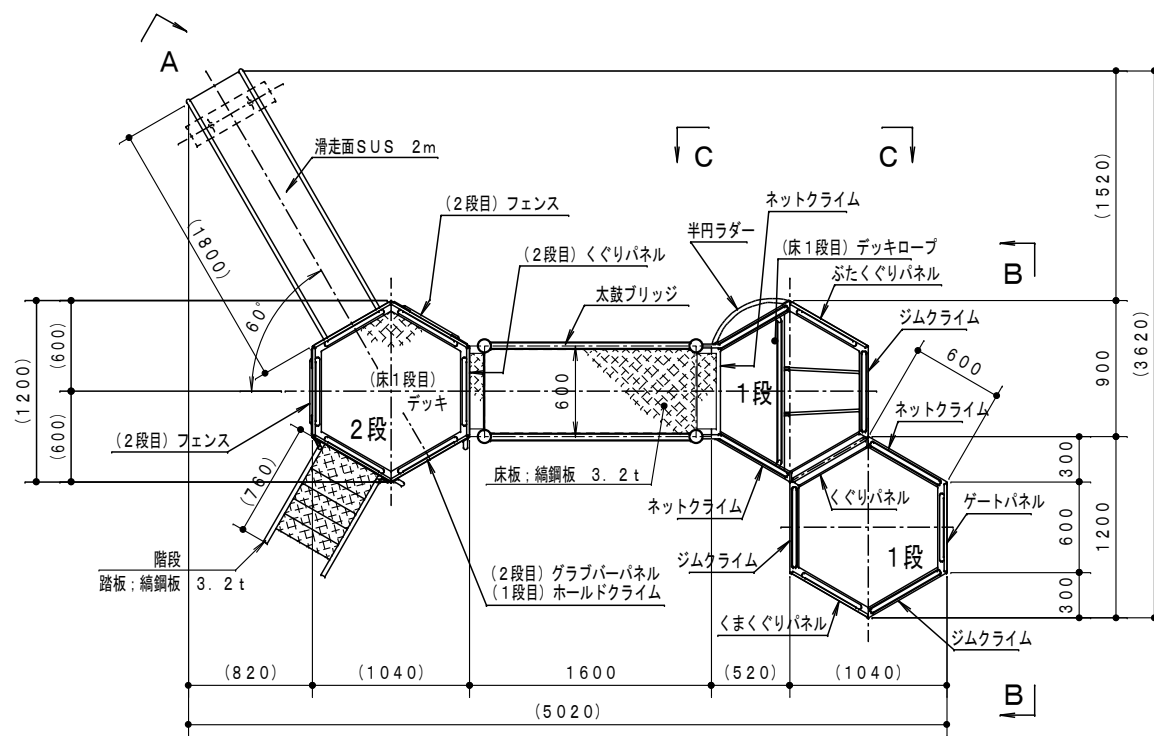 A
滑走面SUS 2m
(2段目) フェンス
(2段目) くぐりパネル
太鼓ブリッジ
半円ラダー
C
C
ネットクライム
(床1段目) デッキロープ
ぶたくぐりパネル
B
ジムクライム
(1520)
(3620)
900
600
ネットクライム
(1800)
60°
(1200)
(600)
(600)
(床1段目)
デッキ
2段
600
1段
(2段目) フェンス
(760)
床板；縞鋼板 3.2t
ネットクライム
くぐりパネル
ゲートパネル
300
600
300
1200
階段
踏板；縞鋼板 3.2t
(2段目) グラブバーパネル
(1段目) ホールドクライム
ジムクライム
1段
くまくぐりパネル
ジムクライム
(820)
(1040)
1600
(520)
(1040)
(5020)
B